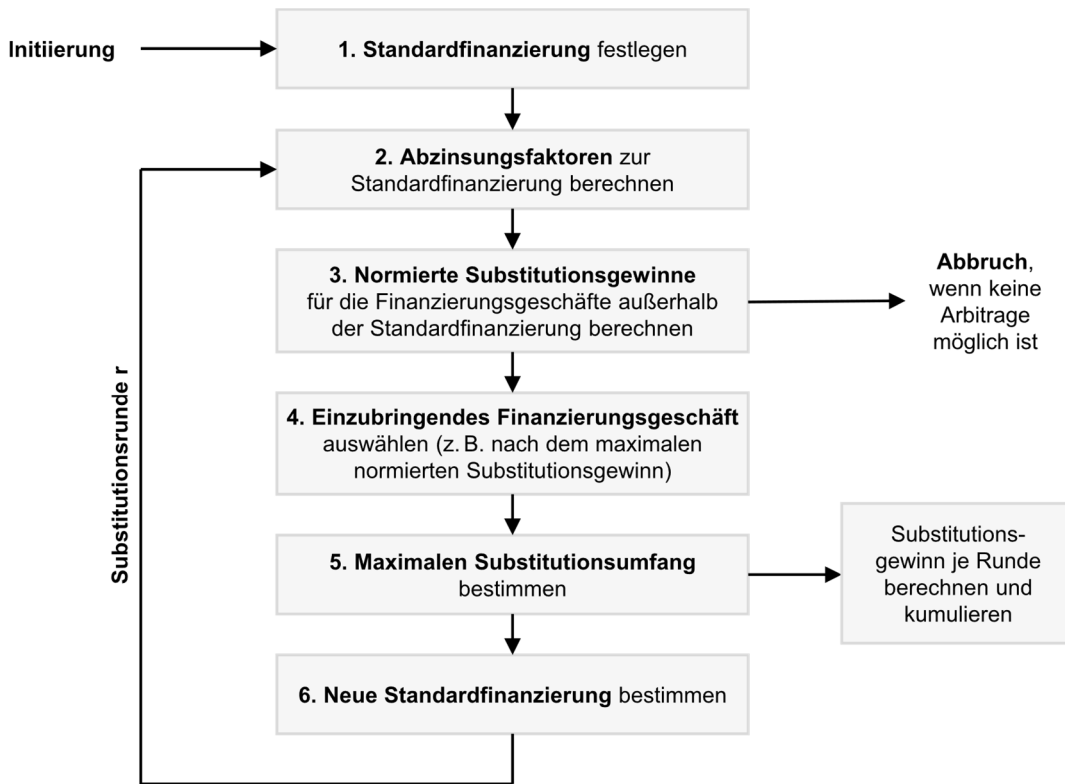 Initiierung
1. Standardfinanzierung festlegen
2. Abzinsungsfaktoren zur
Standardfinanzierung berechnen
3. Normierte Substitutionsgewinne
für die Finanzierungsgeschäfte außerhalb
der Standardfinanzierung berechnen
Abbruch,
wenn keine
Arbitrage
möglich ist
4. Einzubringendes Finanzierungsgeschäft
auswählen (z. B. nach dem maximalen
normierten Substitutionsgewinn)
5. Maximalen Substitutionsumfang
bestimmen
Substitutions-
gewinn je Runde
berechnen und
kumulieren
6. Neue Standardfinanzierung bestimmen
Substitutionsrunde r